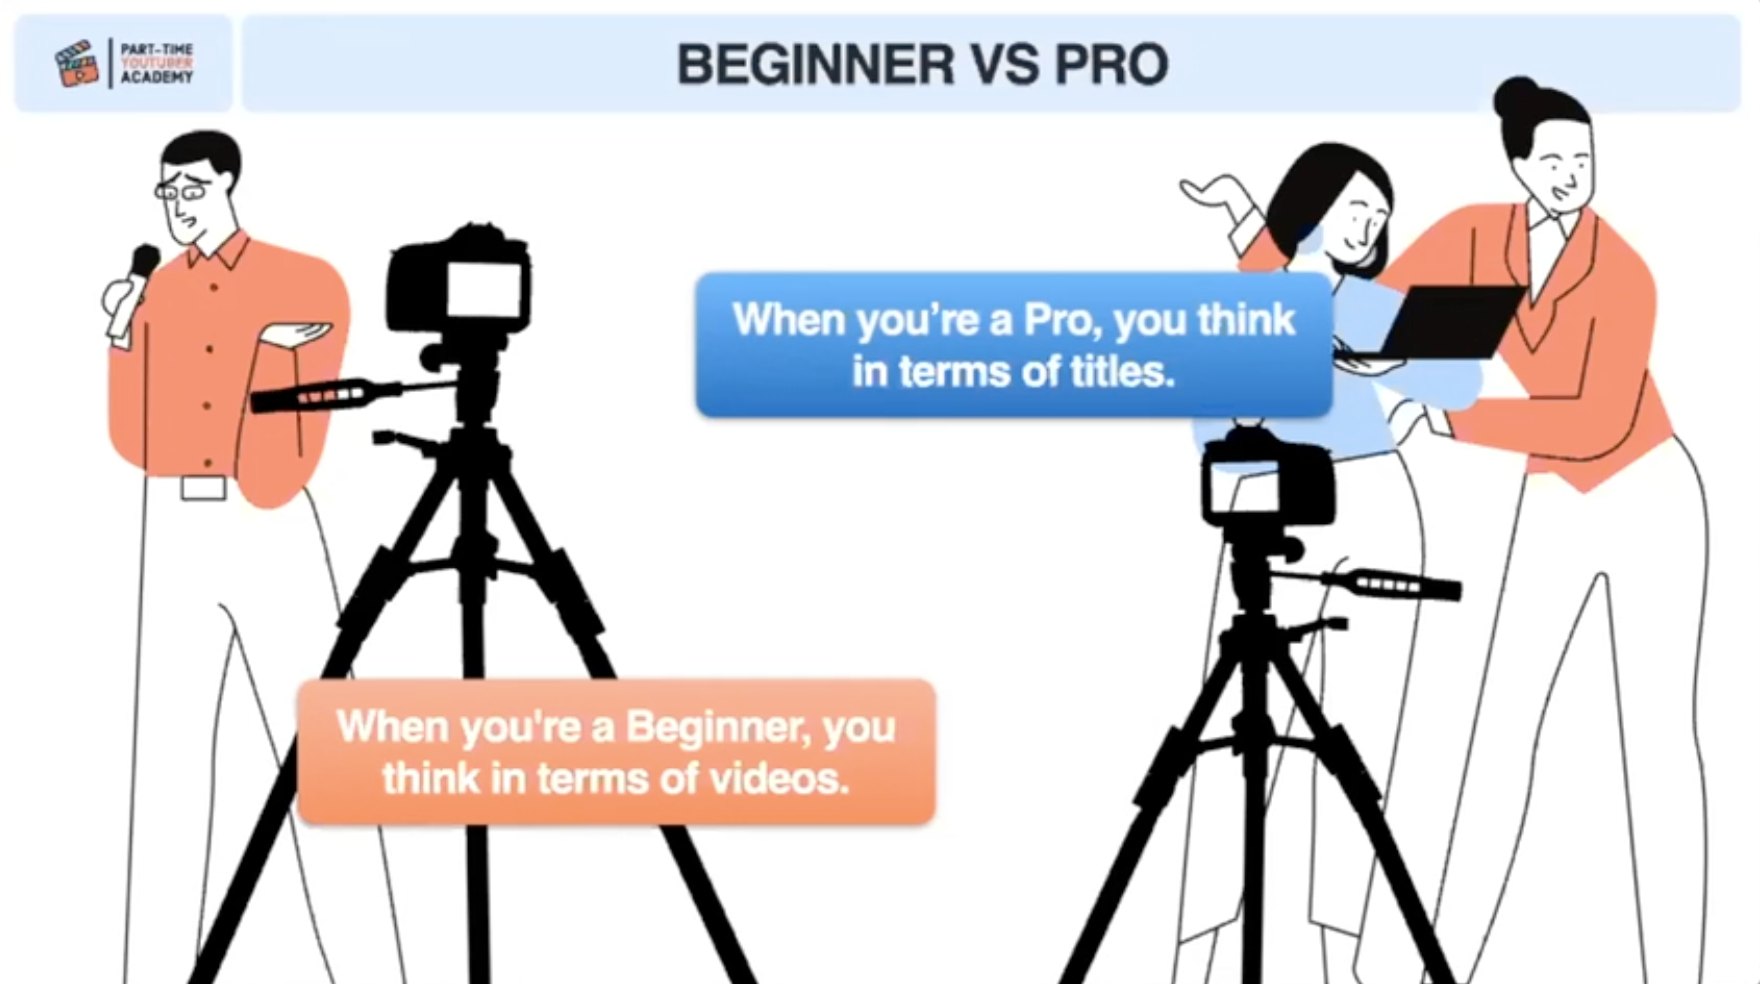 PART-TIME
YOUTUBER
ACADEMY
BEGINNER VS PRO
When you’re a Pro, you think
in terms of titles.
When you're a Beginner, you
think in terms of videos.